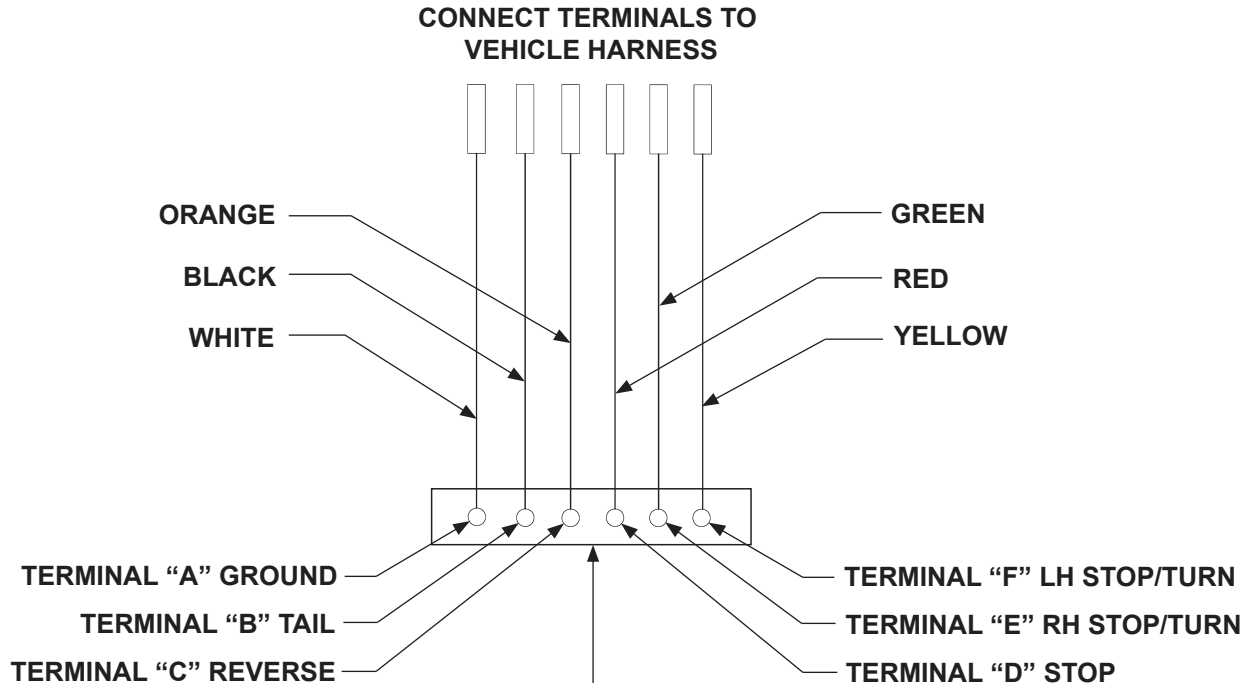 CONNECT TERMINALS TO
VEHICLE HARNESS
ORANGE
GREEN
BLACK
RED
WHITE
YELLOW
TERMINAL “A” GROUND
TERMINAL “F” LH STOP/TURN
TERMINAL “B” TAIL
TERMINAL “E” RH STOP/TURN
TERMINAL “C” REVERSE
TERMINAL “D” STOP